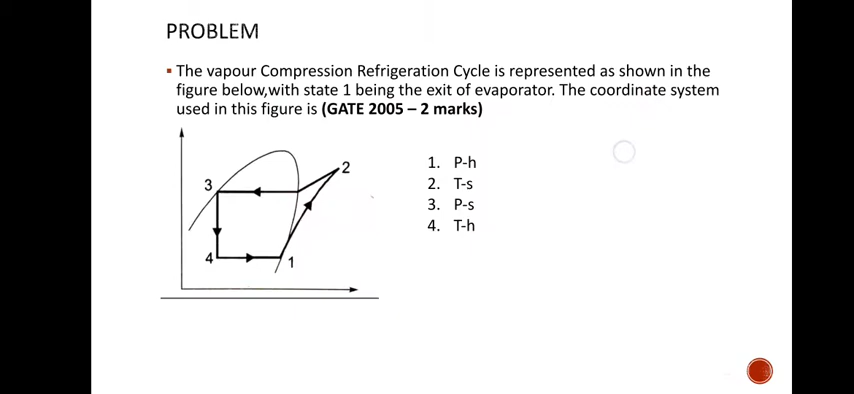 PROBLEM
The vapour Compression Refrigeration Cycle is represented as shown in the
figure below,with state 1 being the exit of evaporator. The coordinate system
used in this figure is (GATE 2005 – 2 marks)
1. P-h
2. T-s
3. P-s
4. T-h
2
3
4
1